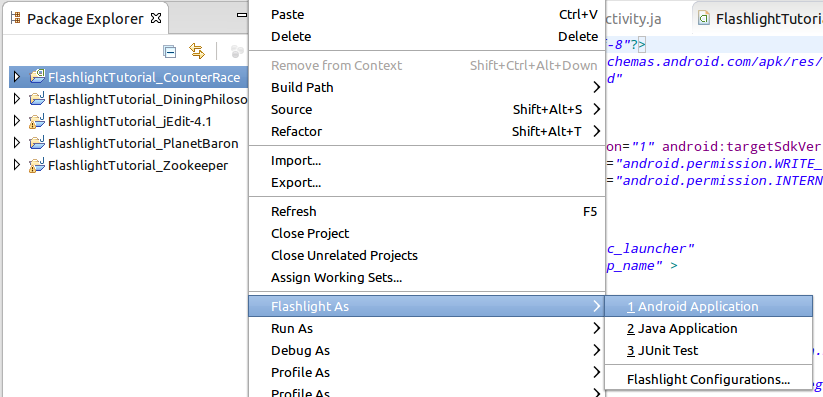 Package Explorer
FlashlightTutorial_CounterRace
FlashlightTutorial_DiningPhiloso
FlashlightTutorial_jEdit-4.1
FlashlightTutorial_PlanetBaron
FlashlightTutorial_Zookeeper
Paste Ctrl+V
Delete Delete
Remove from Context Shift+Ctrl+Alt+Down
Build Path
Source Shift+Alt+S
Refactor Shift+Alt+T
Import...
Export...
Refresh F5
Close Project
Close Unrelated Projects
Assign Working Sets...
Flashlight As
Run As
Debug As
Profile As
Profile As
1 Android Application
2 Java Application
3 JUnit Test
Flashlight Configurations...
ctivity.ja
FlashlightTutoria
-8"?>
chemas.android.com/apk/res/
d"
on="1" android:targetSdkVer
="android.permission.WRITE_
="android.permission.INTERN
c_launcher"
p_name" >